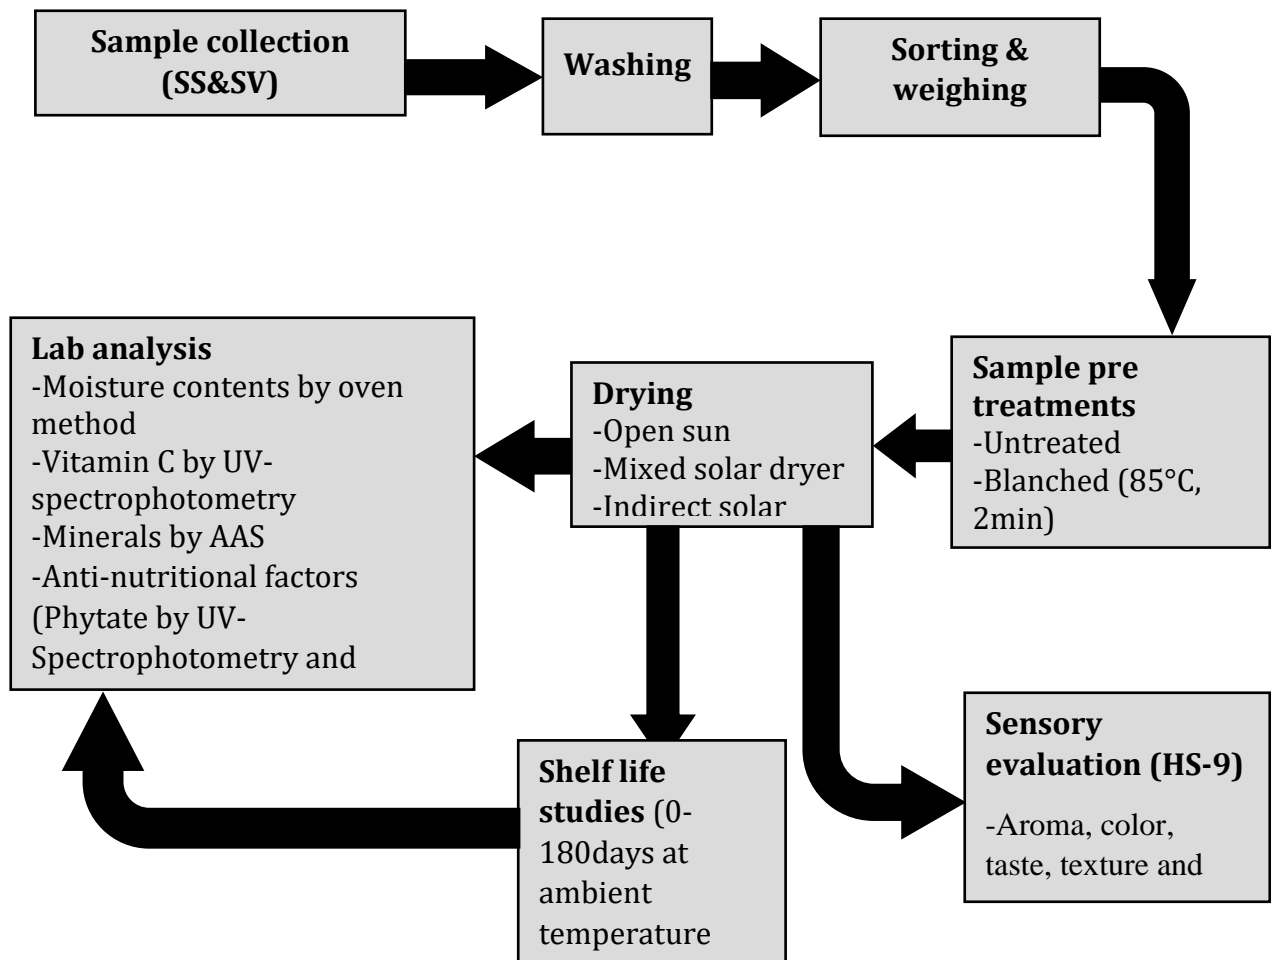 Sample collection
(SS&SV)
Washing
Sorting &
weighing
Sample pre
treatments
-Untreated
-Blanched (85°C,
2min)
Drying
-Open sun
-Mixed solar dryer
-Indirect solar
Lab analysis
-Moisture contents by oven
method
-Vitamin C by UV-
spectrophotometry
-Minerals by AAS
-Anti-nutritional factors
(Phytate by UV-
Spectrophotometry and
Shelf life
studies (0-
180days at
ambient
temperature
Sensory
evaluation (HS-9)
-Aroma, color,
taste, texture and